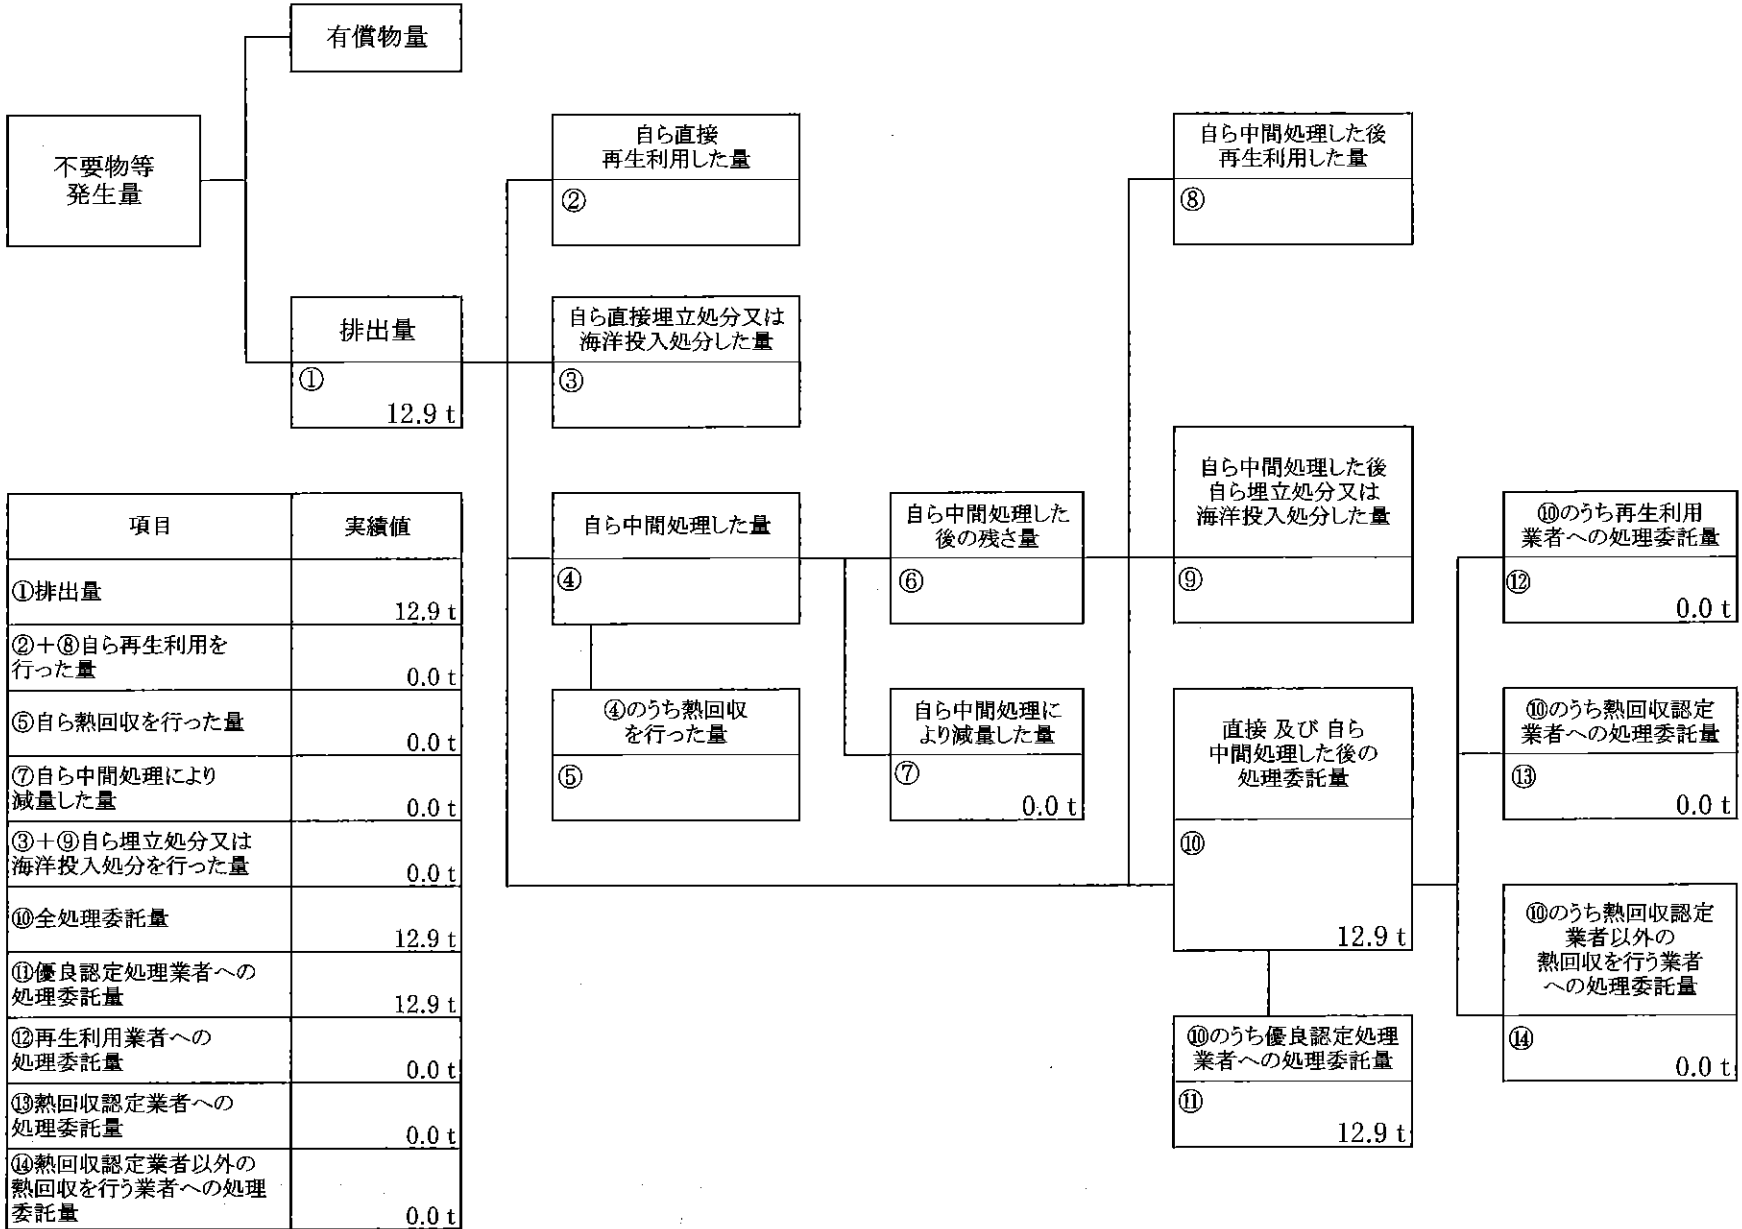 有償物量
不要物等
発生量
自ら直接
再生利用した量
②
自ら中間処理した後
再生利用した量
⑧
排出量
①
12.9 t
自ら直接埋立処分又は
海洋投入処分した量
③
自ら中間処理した量
④
自ら中間処理した
後の残さ量
⑥
自ら中間処理した後
自ら埋立処分又は
海洋投入処分した量
⑨
⑩のうち再生利用
業者への処理委託量
⑫
0.0 t
④のうち熱回収
を行った量
⑤
自ら中間処理に
より減量した量
⑦
0.0 t
直接 及び 自ら
中間処理した後の
処理委託量
⑩
12.9 t
⑩のうち熱回収認定
業者への処理委託量
⑬
0.0 t
⑩のうち熱回収認定
業者以外の
熱回収を行う業者
への処理委託量
⑭
0.0 t
⑩のうち優良認定処理
業者への処理委託量
⑪
12.9 t
項目 実績値
①排出量
12.9 t
②+⑧自ら再生利用を
行った量
0.0 t
⑤自ら熱回収を行った量
0.0 t
⑦自ら中間処理により
減量した量
0.0 t
③+⑨自ら埋立処分又は
海洋投入処分を行った量
0.0 t
⑩全処理委託量
12.9 t
⑪優良認定処理業者への
処理委託量
12.9 t
⑫再生利用業者への
処理委託量
0.0 t
⑬熱回収認定業者への
処理委託量
0.0 t
⑭熱回収認定業者以外の
熱回収を行う業者への処理
委託量
0.0 t